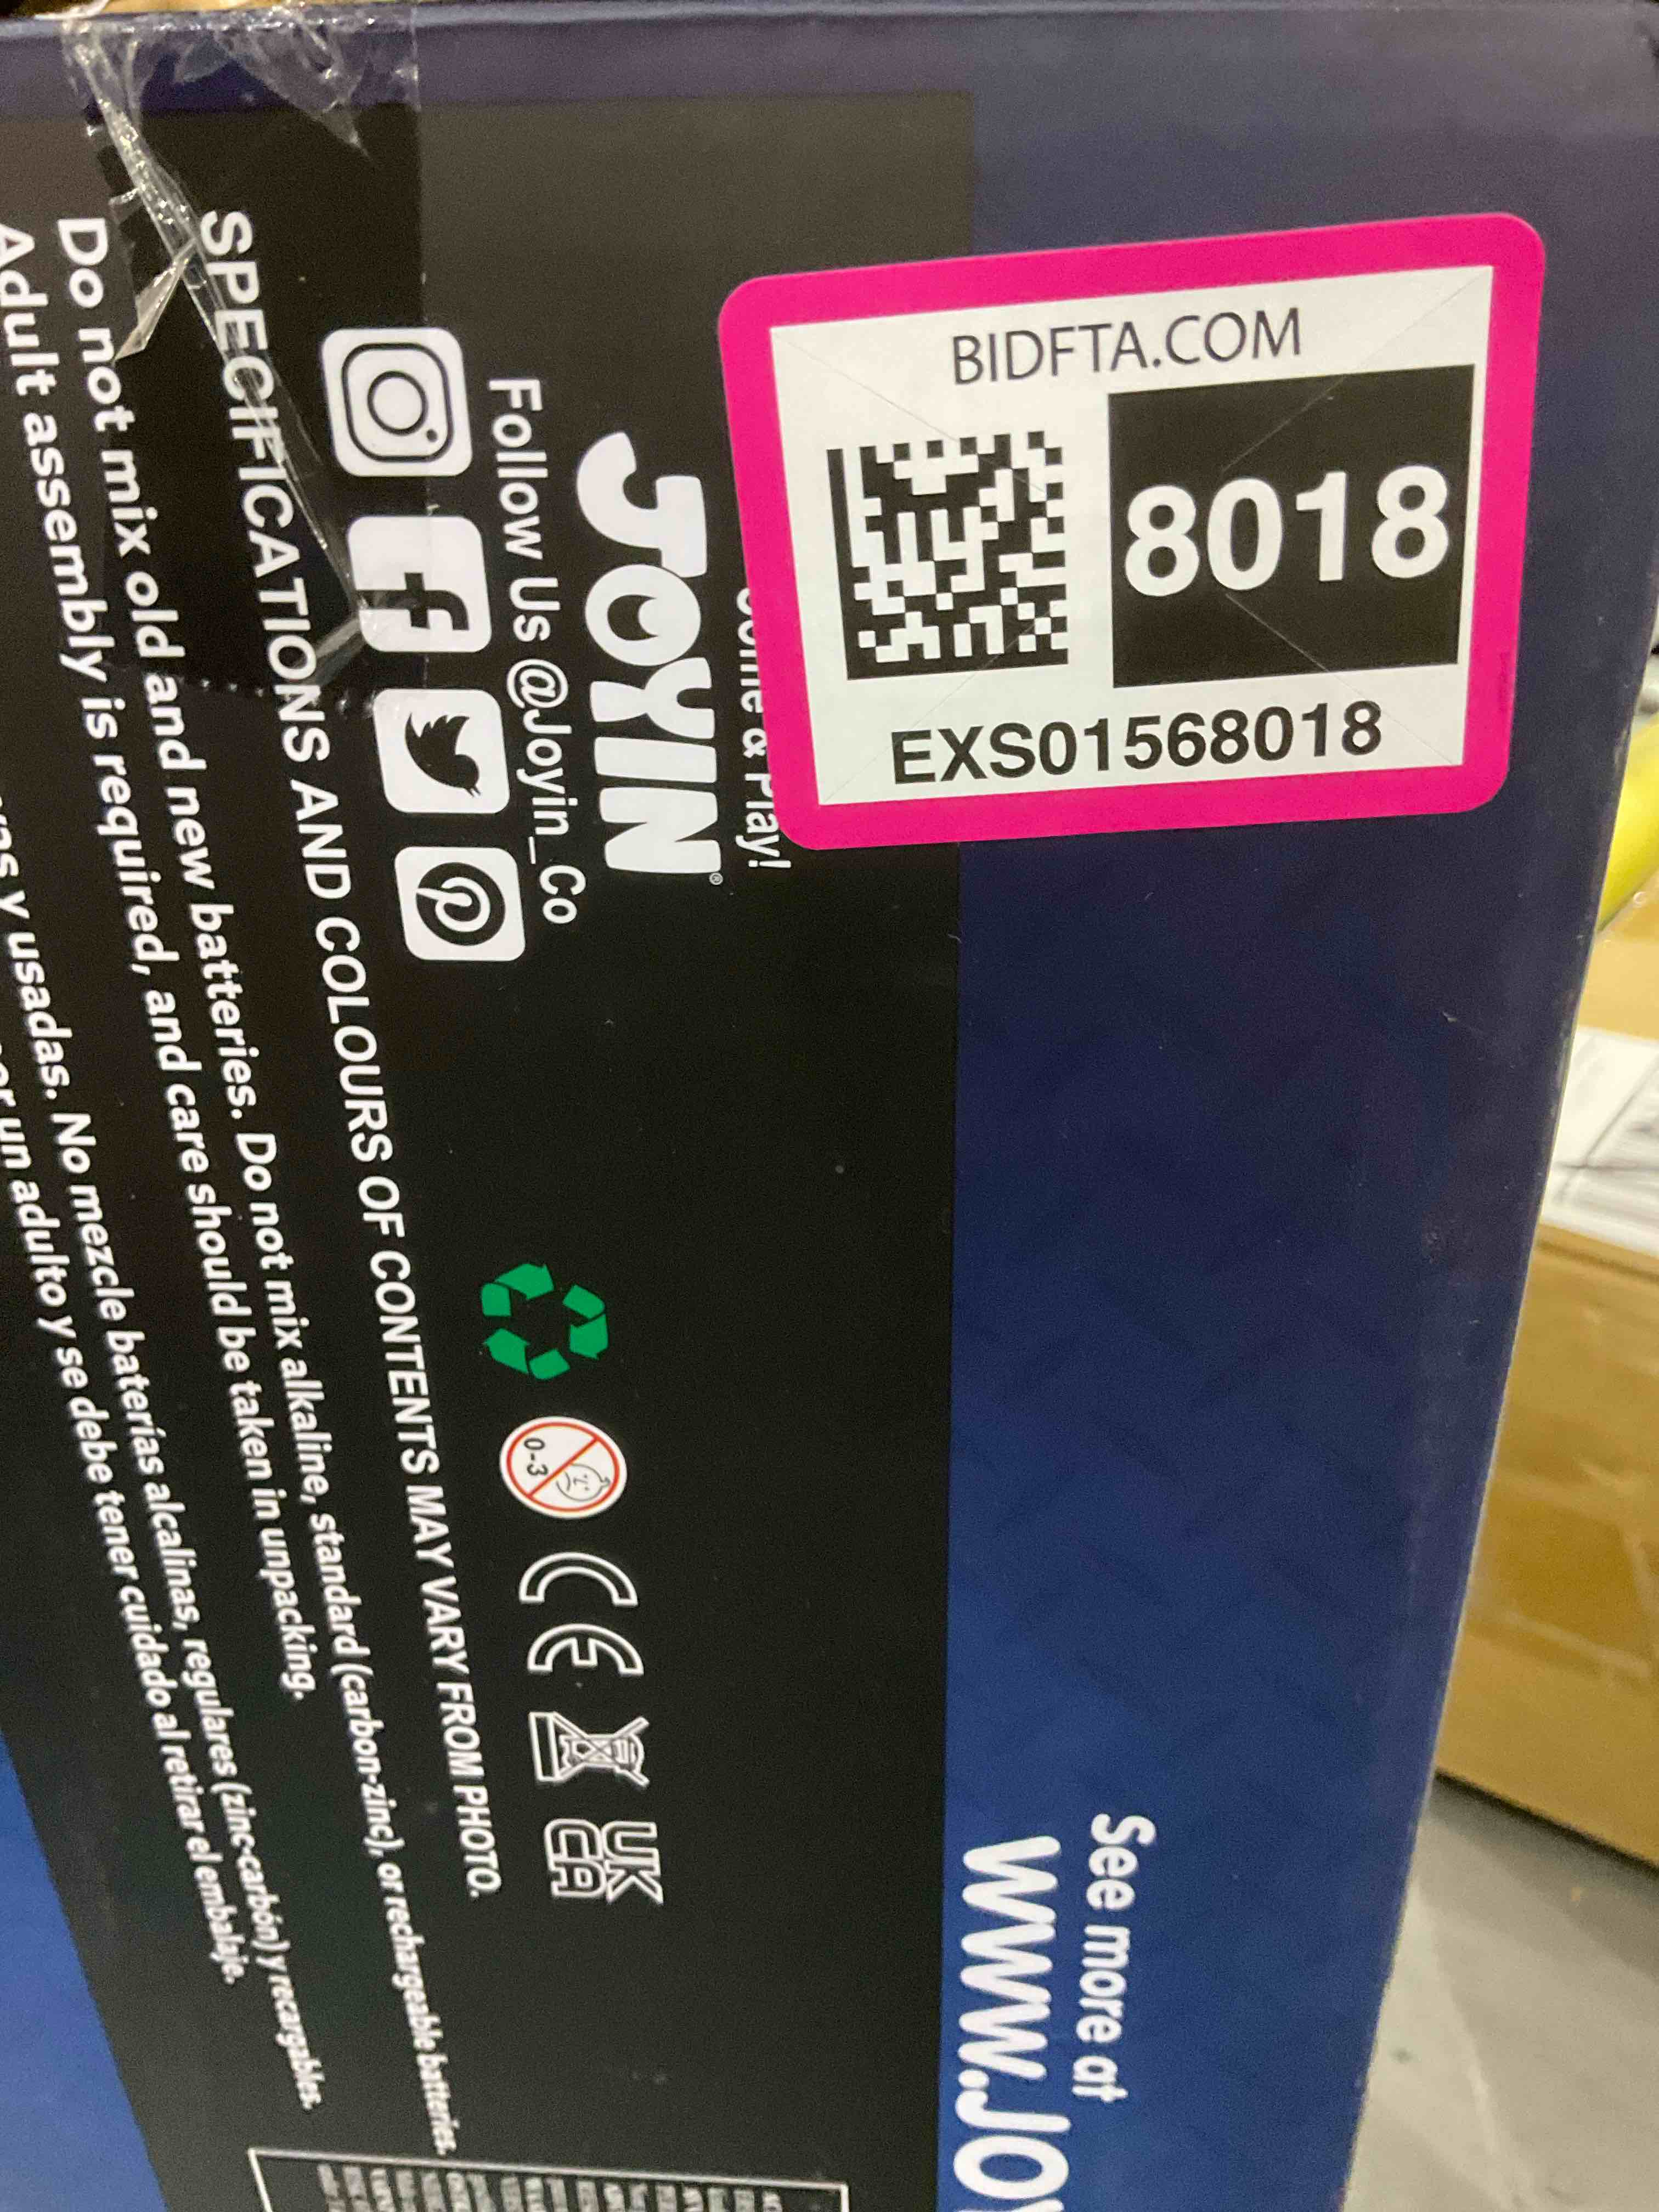 BIDFTA.COM
8018
EXS01568018
Come & Play!
JOYIN®
Follow Us @Joyin_Co
SPECIFICATIONS AND COLOURS OF CONTENTS MAY VARY FROM PHOTO.
Do not mix old and new batteries. Do not mix alkaline, standard (carbon-zinc), or rechargeable batteries.
Adult assembly is required, and care should be taken in unpacking.
y usadas. No mezcle baterías alcalinas, regulares (zinc-carbón) y recargables.
un adulto y se debe tener cuidado al retirar el embalaje.
0-3
CE
UK
CA
See more at
WWW.JOY